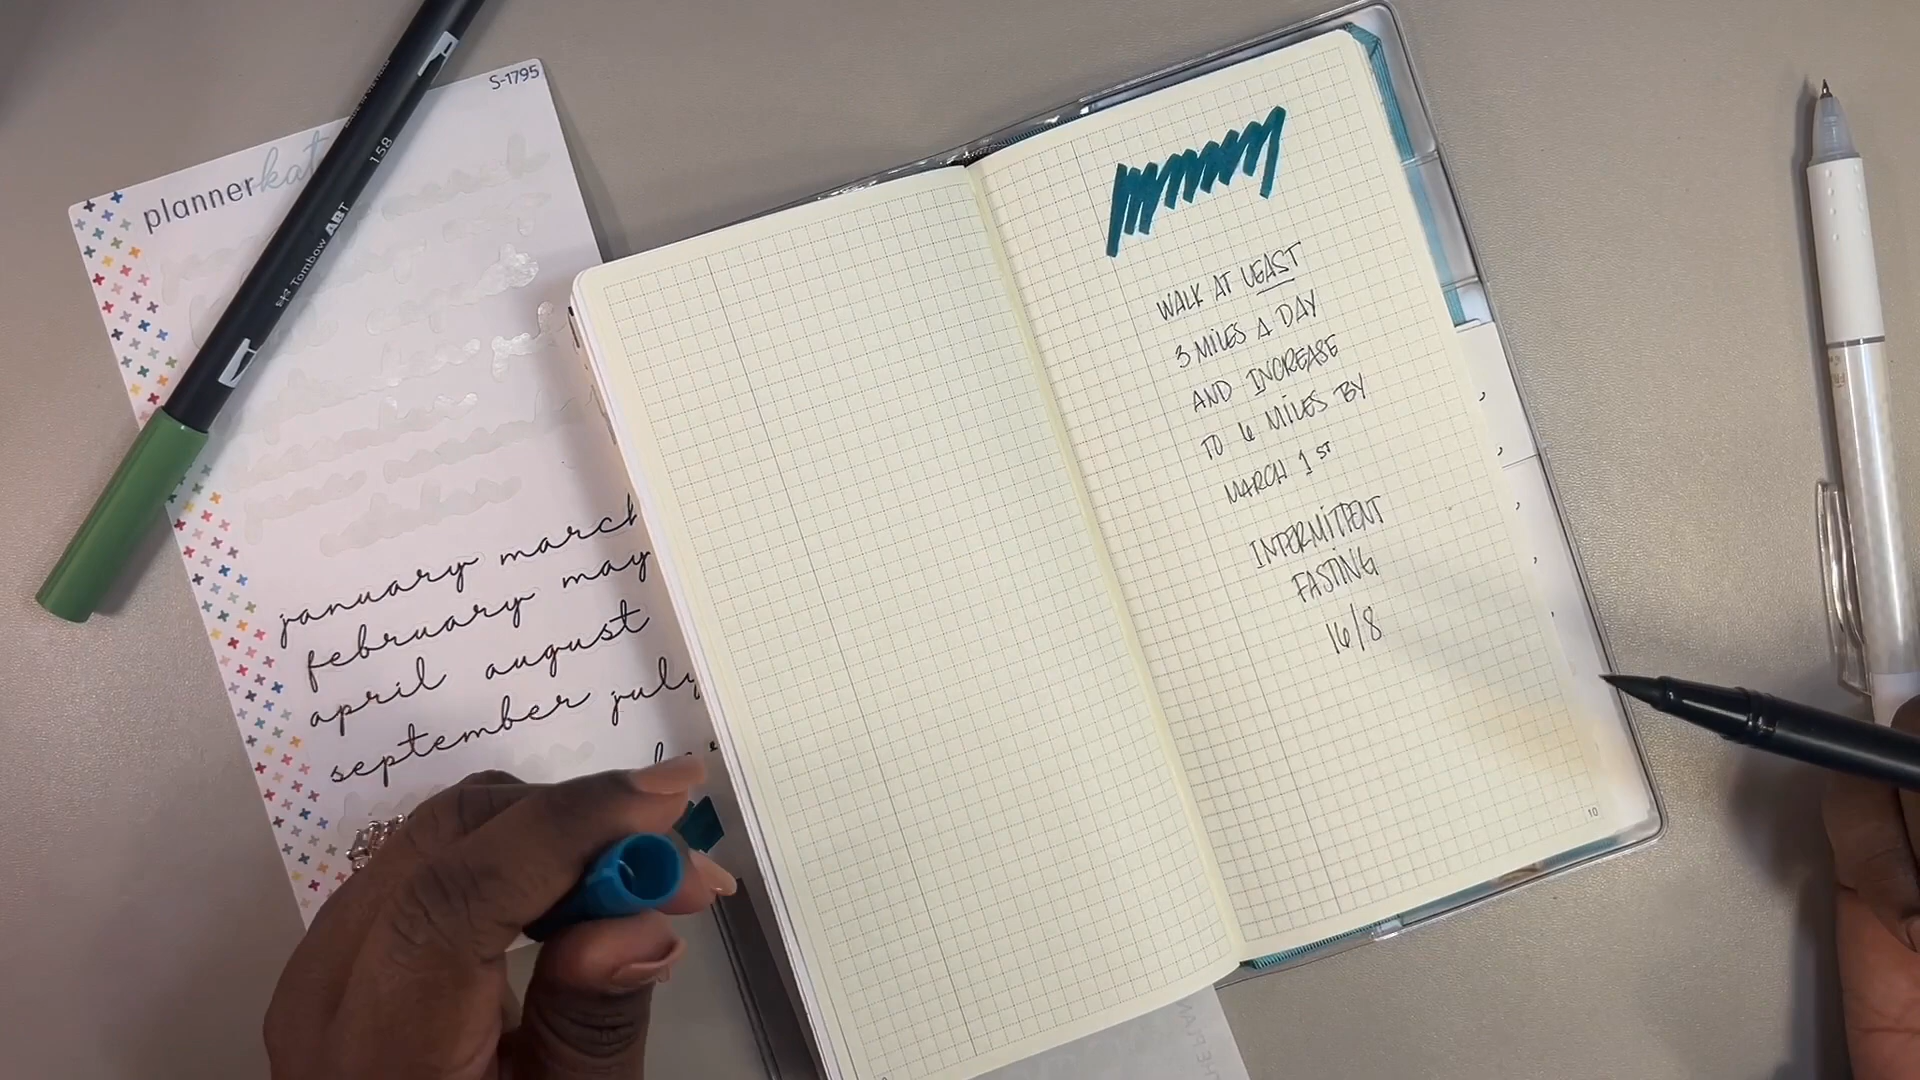 S-1795
plannerkat
158
Tombow ABT
january march
february may
april august
september july
WALK AT LEAST
3 MILES A DAY
AND INCREASE
TO 6 MILES BY
MARCH 1ST
INTERMITTENT
FASTING
16/8
10